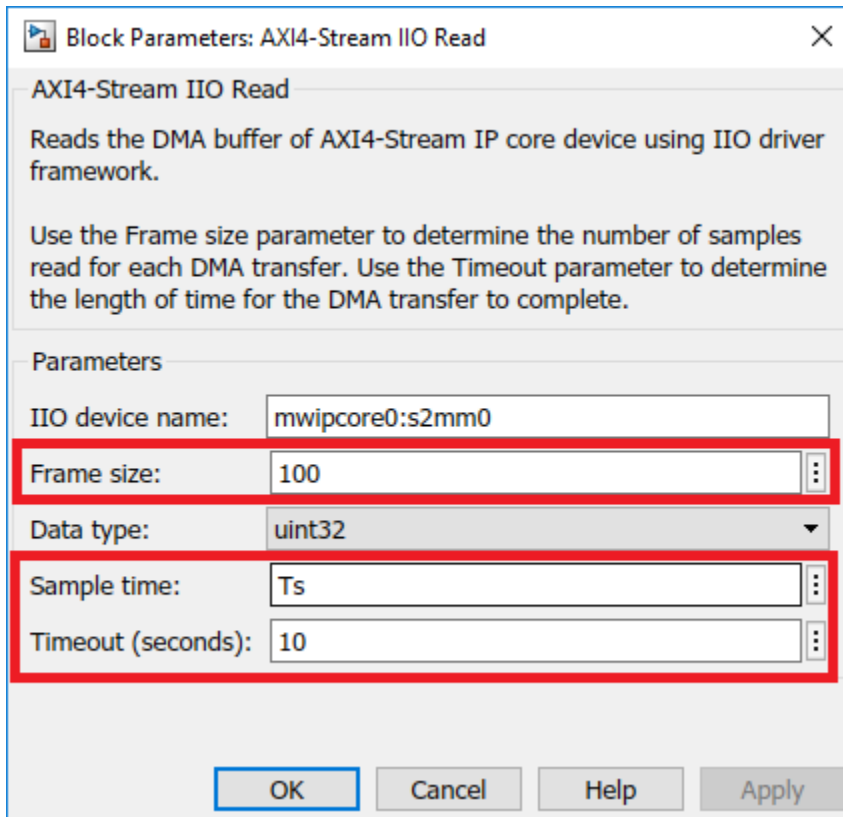 Block Parameters: AXI4-Stream IIO Read
AXI4-Stream IIO Read
Reads the DMA buffer of AXI4-Stream IP core device using IIO driver
framework.
Use the Frame size parameter to determine the number of samples
read for each DMA transfer. Use the Timeout parameter to determine
the length of time for the DMA transfer to complete.
Parameters
IIO device name: mwipcore0:s2mm0
Frame size: 100
Data type: uint32
Sample time: Ts
Timeout (seconds): 10
OK Cancel Help Apply